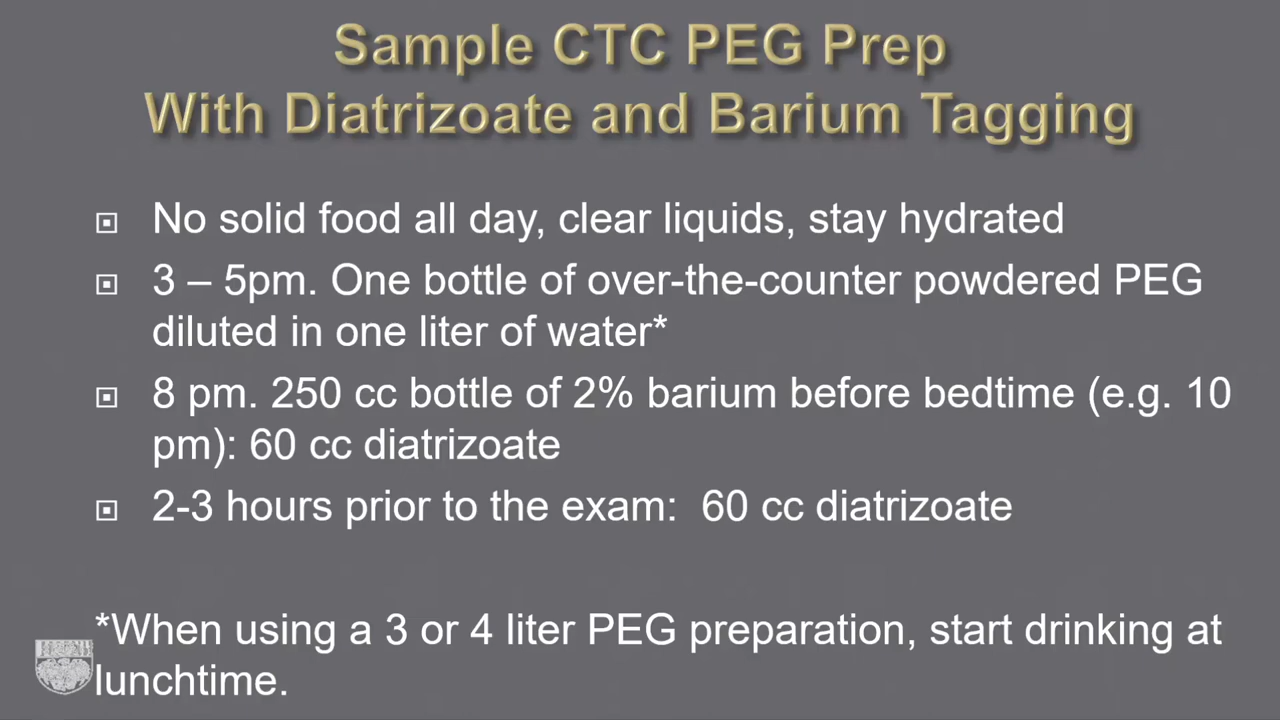 Sample CTC PEG Prep
With Diatrizoate and Barium Tagging
No solid food all day, clear liquids, stay hydrated
3 – 5pm. One bottle of over-the-counter powdered PEG
diluted in one liter of water*
8 pm. 250 cc bottle of 2% barium before bedtime (e.g. 10
pm): 60 cc diatrizoate
2-3 hours prior to the exam:  60 cc diatrizoate
*When using a 3 or 4 liter PEG preparation, start drinking at
lunchtime.